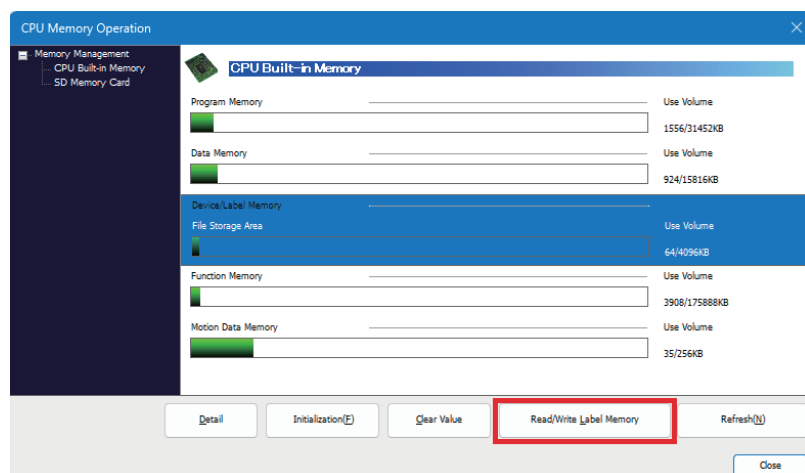 CPU Memory Operation
Memory Management
CPU Built-in Memory
SD Memory Card
CPU Built-in Memory
Program Memory
Use Volume
1556/31452KB
Data Memory
Use Volume
924/15816KB
Device/Label Memory
File Storage Area
Use Volume
64/4096KB
Function Memory
Use Volume
3908/175888KB
Motion Data Memory
Use Volume
35/256KB
Detail
Initialization(F)
Clear Value
Read/Write Label Memory
Refresh(N)
Close